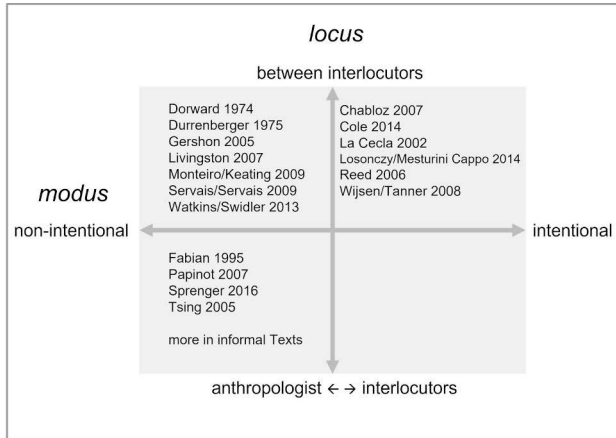 locus
between interlocutors
Dorward 1974
Durrenberger 1975
Gershon 2005
Livingston 2007
Monteiro/Keating 2009
Servais/Servais 2009
Watkins/Swidler 2013
Chabloz 2007
Cole 2014
La Cecla 2002
Losonczy/Mesturini Cappo 2014
Reed 2006
Wijsen/Tanner 2008
modus
non-intentional
intentional
Fabian 1995
Papinot 2007
Sprenger 2016
Tsing 2005
more in informal Texts
anthropologist ← → interlocutors